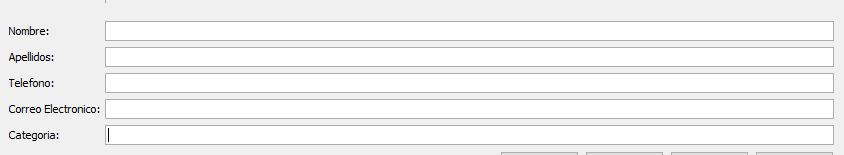 Nombre:
Apellidos:
Telefono:
Correo Electronico:
Categoria: